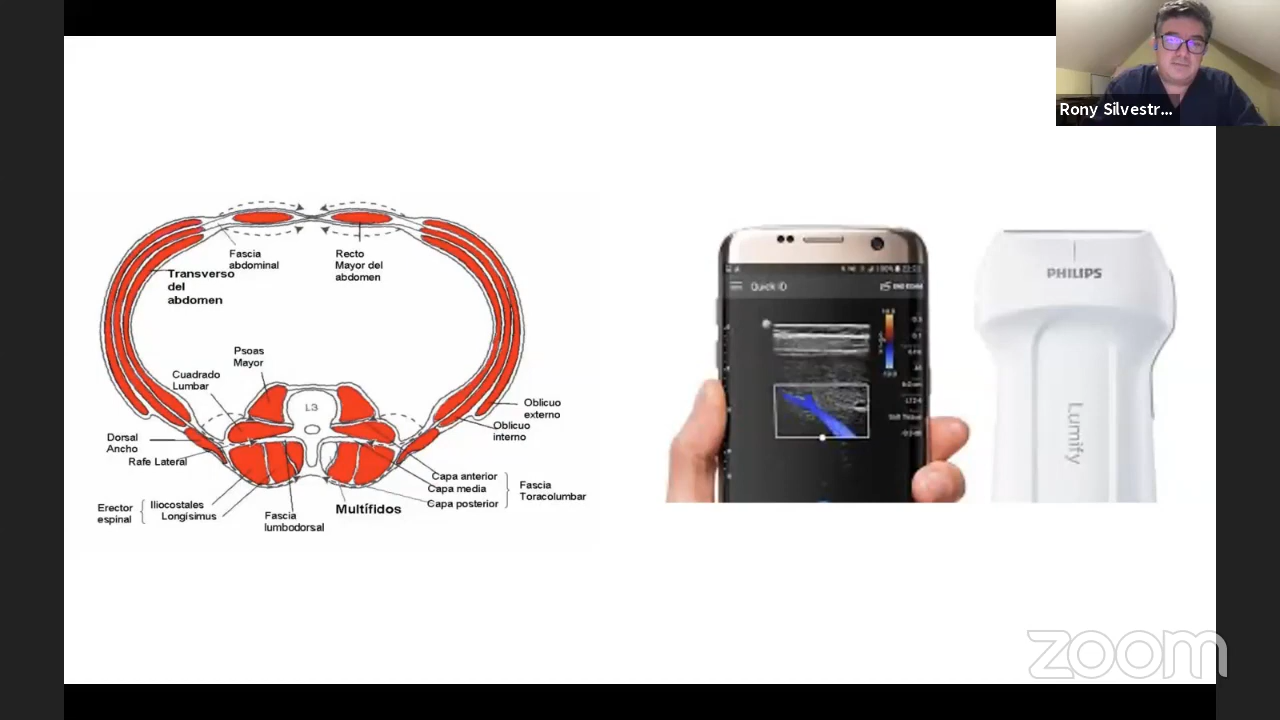 Rony Silvestr...
Fascia
abdominal
Recto
Mayor del
abdomen
Transverso
del
abdomen
Psoas
Mayor
Cuadrado
Lumbar
L3
Oblicuo
externo
Oblicuo
interno
Dorsal
Ancho
Rafe Lateral
Capa anterior
Capa media
Capa posterior
Fascia
Toracolumbar
Erector
espinal
Iliocostales
Longísimus
Fascia
lumbodorsal
Multífidos
Quick ID
PHILIPS
Lumify
zoom